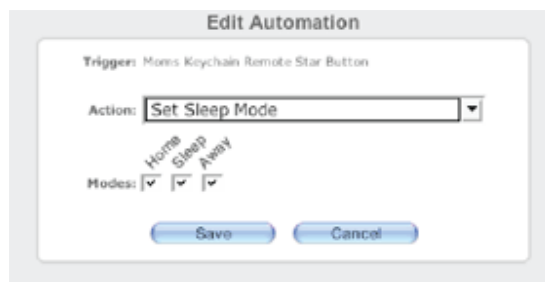 Edit Automation
Trigger: Moms Keychain Remote Star Button
Action: Set Sleep Mode
Home Sleep Away
Modes:
Save Cancel